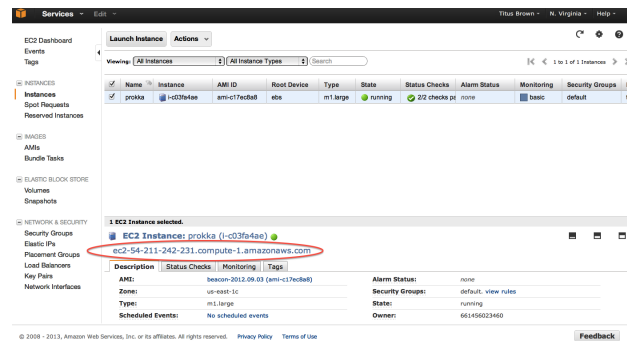 Services Edit Titus Brown N. Virginia Help
EC2 Dashboard
Events
Tags
INSTANCES
Instances
Spot Requests
Reserved Instances
IMAGES
AMIs
Bundle Tasks
ELASTIC BLOCK STORE
Volumes
Snapshots
NETWORK & SECURITY
Security Groups
Elastic IPs
Placement Groups
Load Balancers
Key Pairs
Network Interfaces
Launch Instance Actions
Viewing: All Instances All Instance Types Search 1 to 1 of 1 Instances
Name Instance AMI ID Root Device Type State Status Checks Alarm Status Monitoring Security Groups
prokka i-c03fa4ae ami-c17ec8a8 ebs m1.large running 2/2 checks pa none basic default
1 EC2 Instance selected.
EC2 Instance: prokka (i-c03fa4ae)
ec2-54-211-242-231.compute-1.amazonaws.com
Description Status Checks Monitoring Tags
AMI: beacon-2012.09.03 (ami-c17ec8a8) Alarm Status: none
Zone: us-east-1c Security Groups: default. view rules
Type: m1.large State: running
Scheduled Events: No scheduled events Owner: 661456023460
© 2008 - 2013, Amazon Web Services, Inc. or its affiliates. All rights reserved. Privacy Policy Terms of Use Feedback